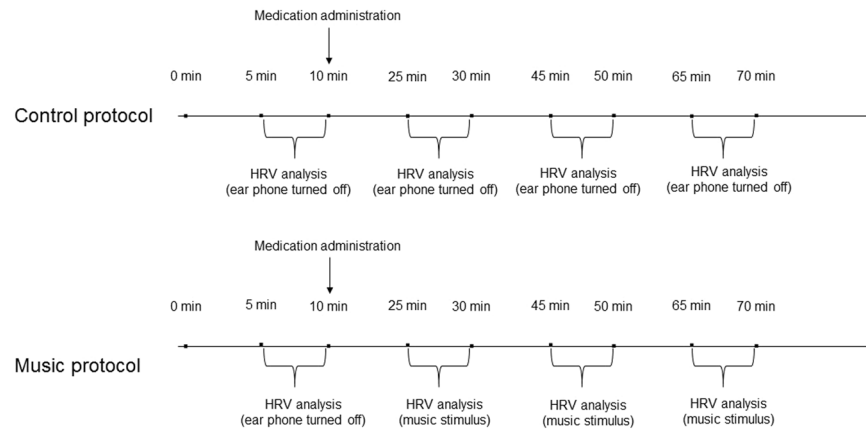 Medication administration
0 min 5 min 10 min 25 min 30 min 45 min 50 min 65 min 70 min
Control protocol
HRV analysis HRV analysis HRV analysis HRV analysis
(ear phone turned off) (ear phone turned off) (ear phone turned off) (ear phone turned off)
Medication administration
0 min 5 min 10 min 25 min 30 min 45 min 50 min 65 min 70 min
Music protocol
HRV analysis HRV analysis HRV analysis HRV analysis
(ear phone turned off) (music stimulus) (music stimulus) (music stimulus)